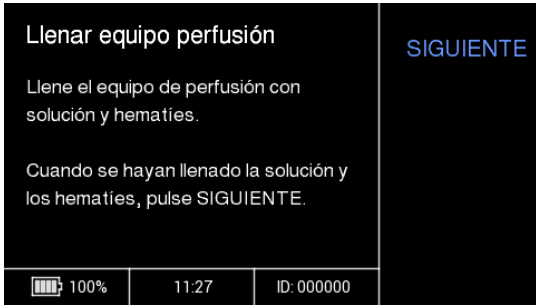 Llenar equipo perfusión
SIGUIENTE
Llene el equipo de perfusión con
solución y hematíes.
Cuando se hayan llenado la solución y
los hematíes, pulse SIGUIENTE.
100%
11:27
ID: 000000